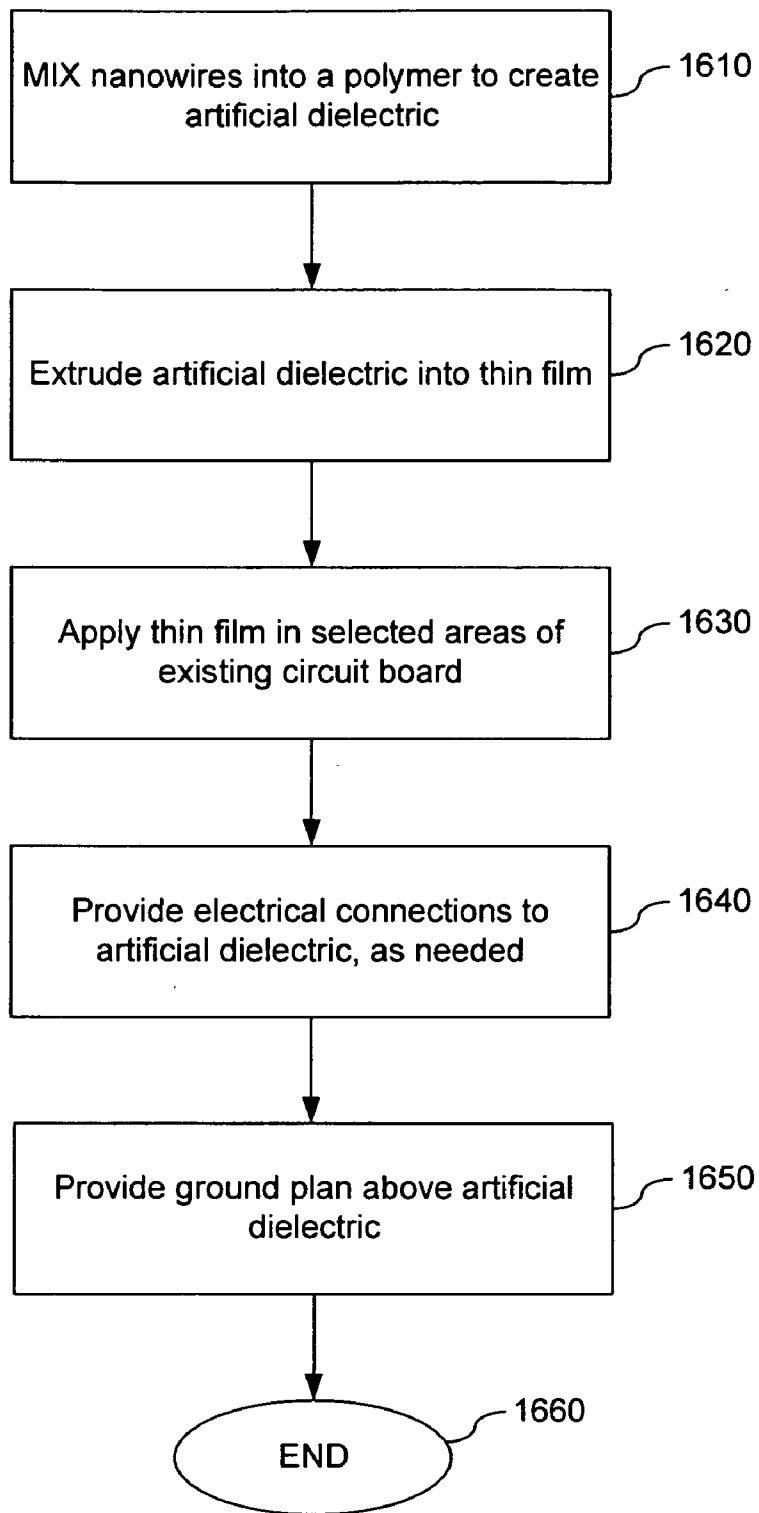 MIX nanowires into a polymer to create
artificial dielectric
1610
Extrude artificial dielectric into thin film
1620
Apply thin film in selected areas of
existing circuit board
1630
Provide electrical connections to
artificial dielectric, as needed
1640
Provide ground plan above artificial
dielectric
1650
END
1660